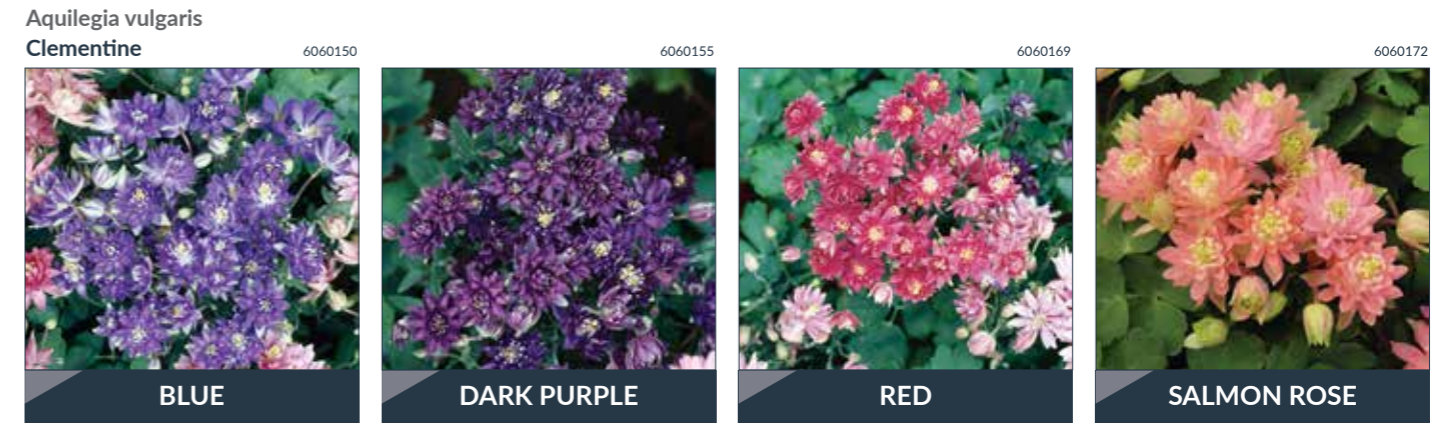 Aquilegia vulgaris
Clementine
6060150
6060155
6060169
6060172
BLUE
DARK PURPLE
RED
SALMON ROSE